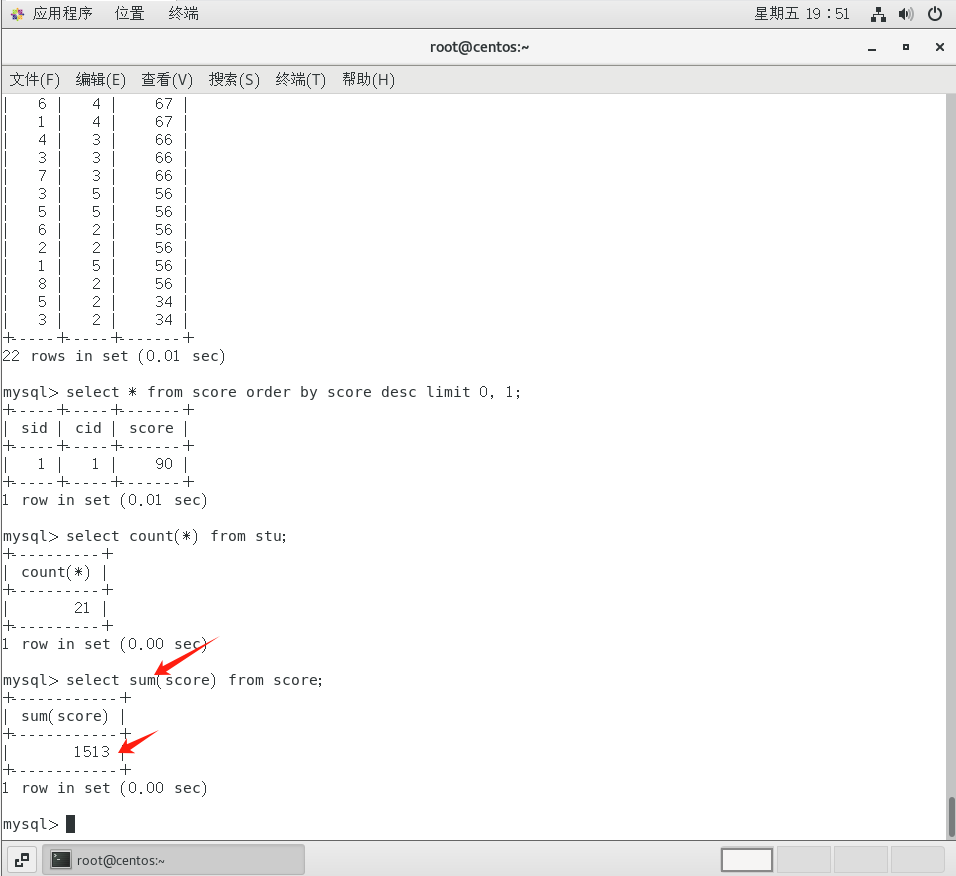 应用程序 位置 终端 星期五 19：51
root@centos:~
文件(F) 编辑(E) 查看(V) 搜索(S) 终端(T) 帮助(H)
|   6 |   4 |    67 |
|   1 |   4 |    67 |
|   4 |   3 |    66 |
|   3 |   3 |    66 |
|   7 |   3 |    66 |
|   3 |   5 |    56 |
|   5 |   5 |    56 |
|   6 |   2 |    56 |
|   2 |   2 |    56 |
|   1 |   5 |    56 |
|   8 |   2 |    56 |
|   5 |   2 |    34 |
|   3 |   2 |    34 |
+-----+-----+-------+
22 rows in set (0.01 sec)
mysql> select * from score order by score desc limit 0, 1;
+-----+-----+-------+
| sid | cid | score |
+-----+-----+-------+
|   1 |   1 |    90 |
+-----+-----+-------+
1 row in set (0.01 sec)
mysql> select count(*) from stu;
+----------+
| count(*) |
+----------+
|       21 |
+----------+
1 row in set (0.00 sec)
mysql> select sum(score) from score;
+------------+
| sum(score) |
+------------+
|       1513 |
+------------+
1 row in set (0.00 sec)
mysql>
root@centos:~